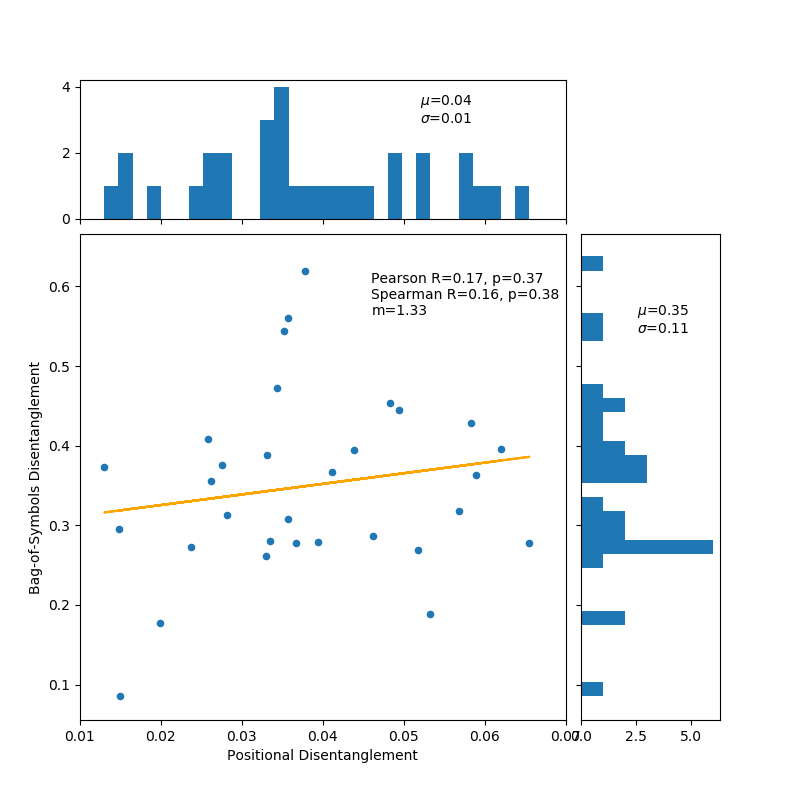 4
μ=0.04
σ=0.01
2
0
0.6
Pearson R=0.17, p=0.37
Spearman R=0.16, p=0.38
m=1.33
μ=0.35
σ=0.11
0.5
0.4
0.3
0.2
0.1
Bag-of-Symbols Disentanglement
0.01 0.02 0.03 0.04 0.05 0.06 0.07
0.0 2.5 5.0
Positional Disentanglement